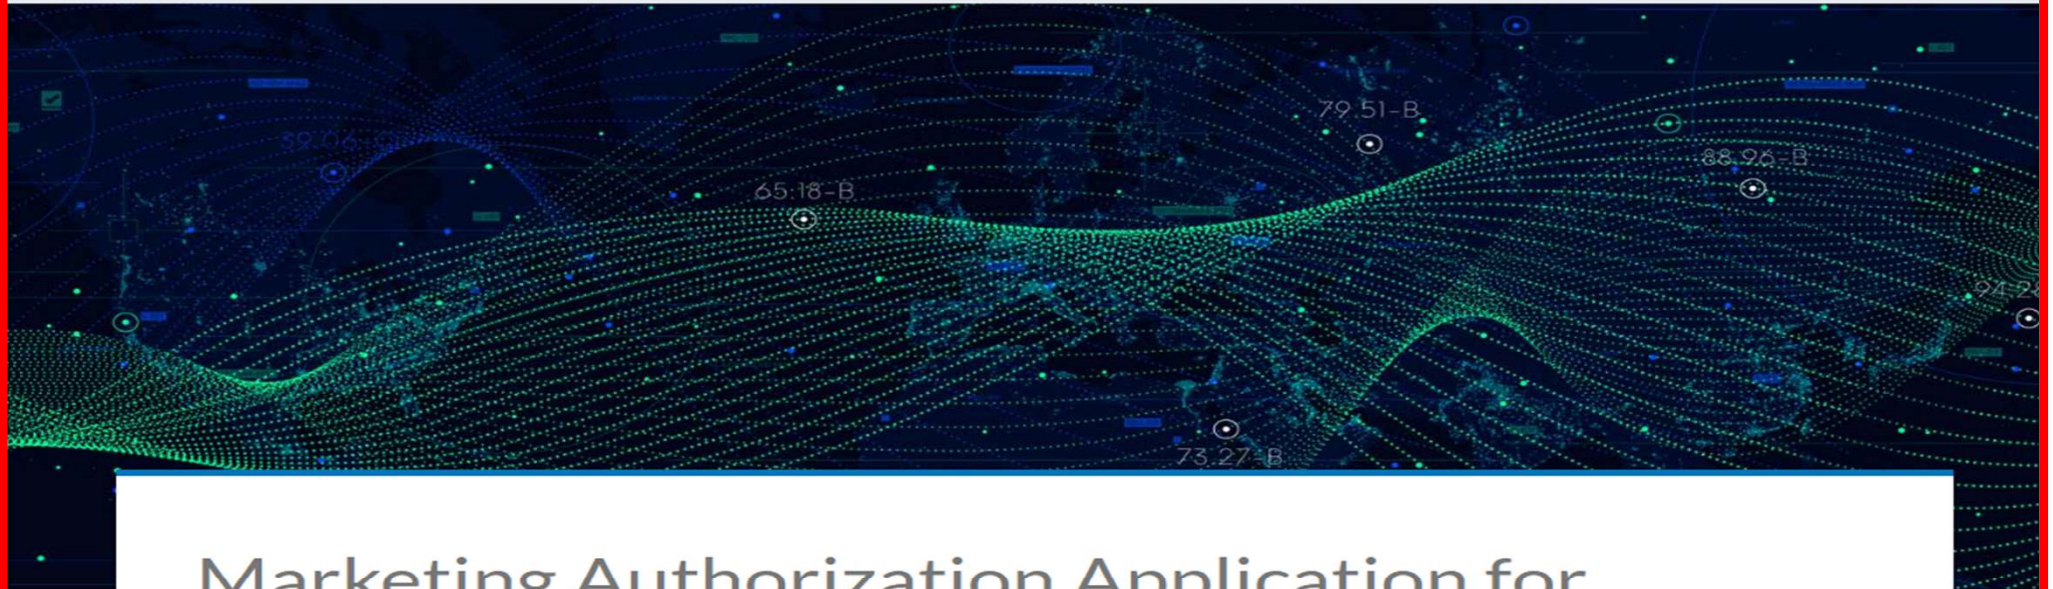 79.51-B
88.96-B
65.18-B
73.27-B
Marketing Authorization Application for